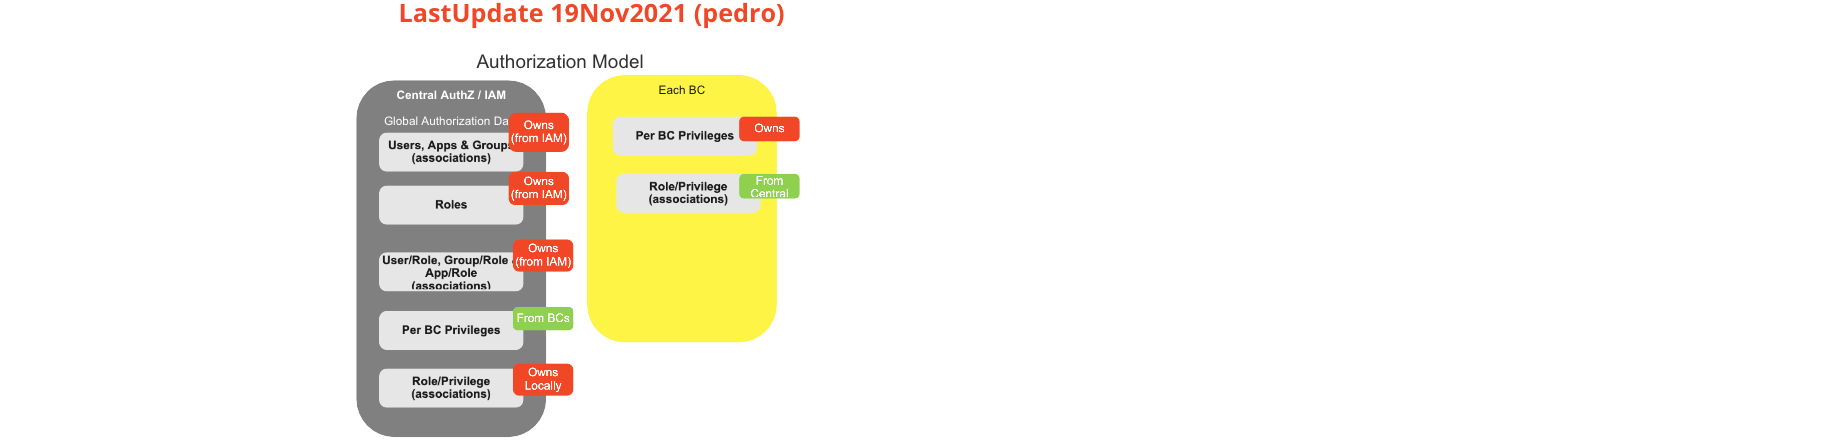 LastUpdate 19Nov2021 (pedro)
Authorization Model
Central AuthZ / IAM
Global Authorization Da
Owns
(from IAM)
Users, Apps & Groups
(associations)
Owns
(from IAM)
Roles
Owns
(from IAM)
User/Role, Group/Role
App/Role
(associations)
From BCs
Per BC Privileges
Owns
Locally
Role/Privilege
(associations)
Each BC
Per BC Privileges
Owns
Role/Privilege
(associations)
From
Central